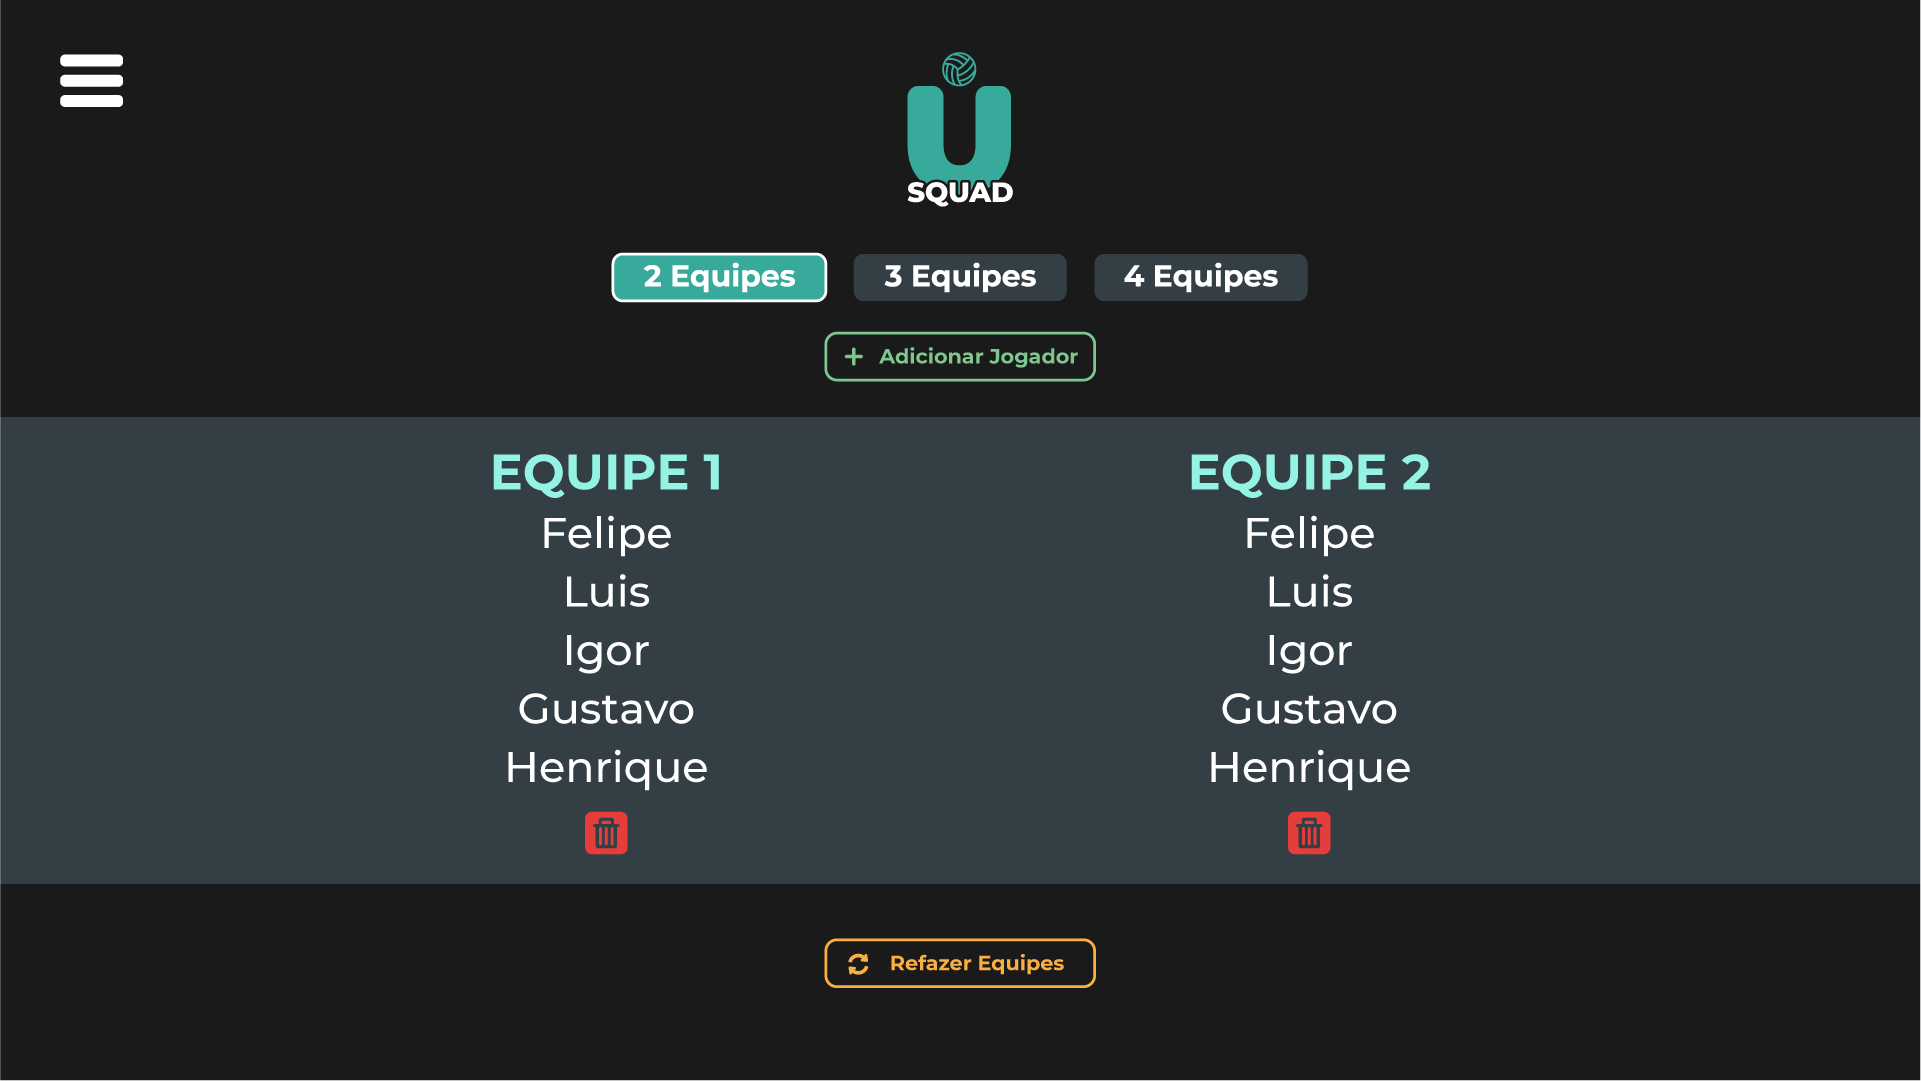 U
SQUAD
2 Equipes
3 Equipes
4 Equipes
Adicionar Jogador
EQUIPE 1
Felipe
Luis
Igor
Gustavo
Henrique
EQUIPE 2
Felipe
Luis
Igor
Gustavo
Henrique
Refazer Equipes